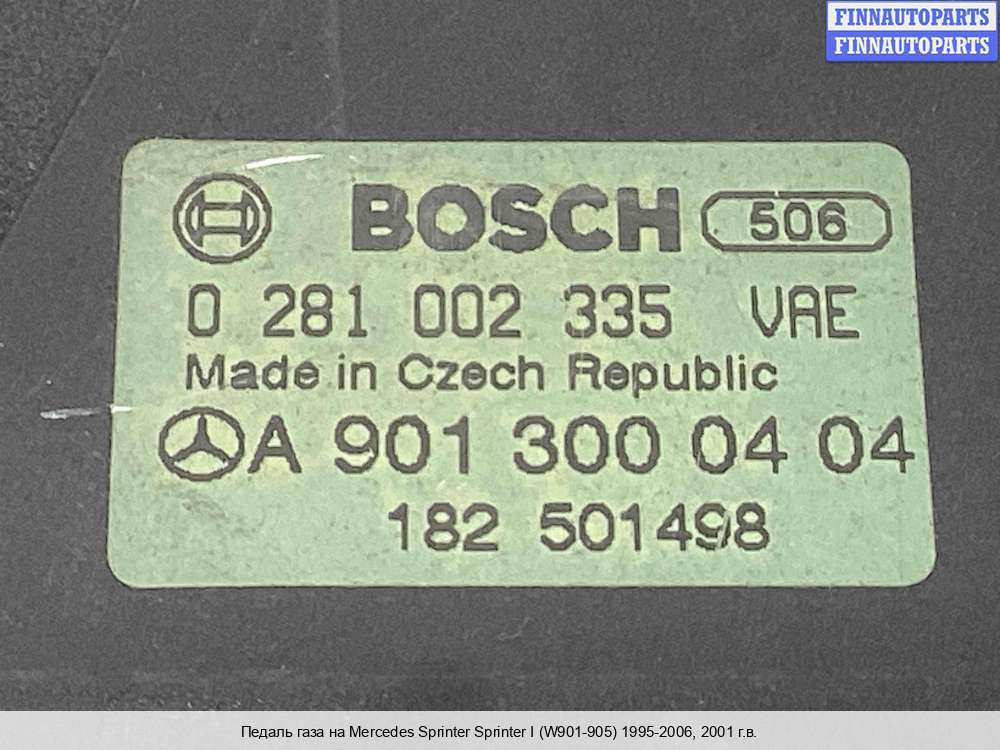 FINNAUTOPARTS
FINNAUTOPARTS
BOSCH 506
0 281 002 335 VAE
Made in Czech Republic
A 901 300 04 04
182 501498
Педаль газа на Mercedes Sprinter Sprinter I (W901-905) 1995-2006, 2001 г.в.